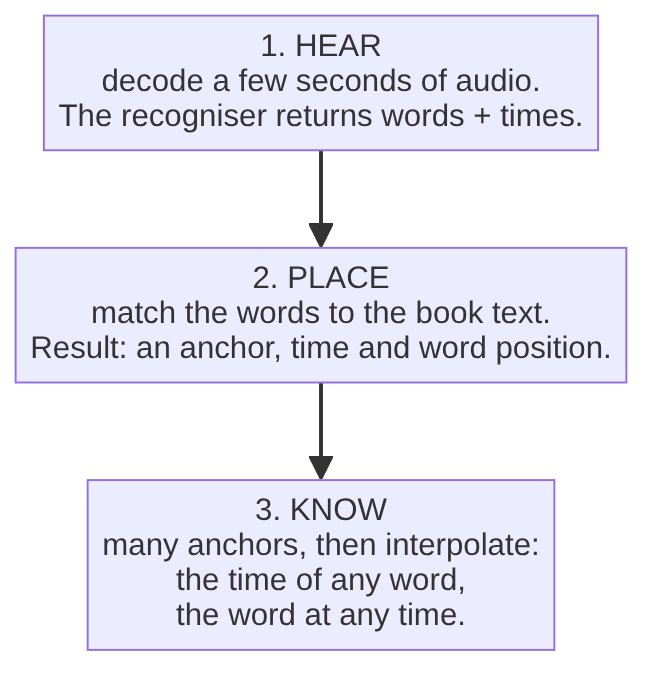 1. HEAR
decode a few seconds of audio.
The recogniser returns words + times.
2. PLACE
match the words to the book text.
Result: an anchor, time and word position.
3. KNOW
many anchors, then interpolate:
the time of any word,
the word at any time.